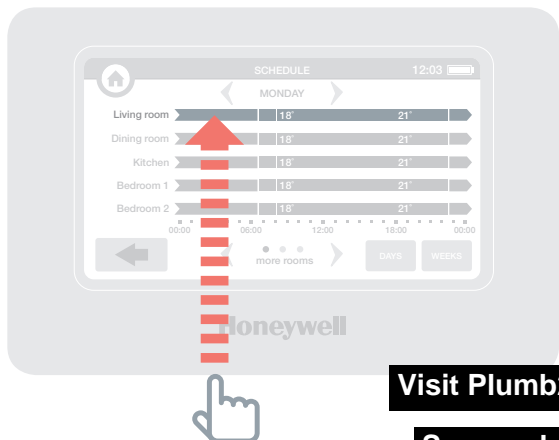 SCHEDULE 12:03
MONDAY
Living room 18° 21°
Dining room 18° 21°
Kitchen 18° 21°
Bedroom 1 18° 21°
Bedroom 2 18° 21°
00:00 06:00 12:00 18:00 00:00
more rooms DAYS WEEKS
Honeywell
Visit Plumb